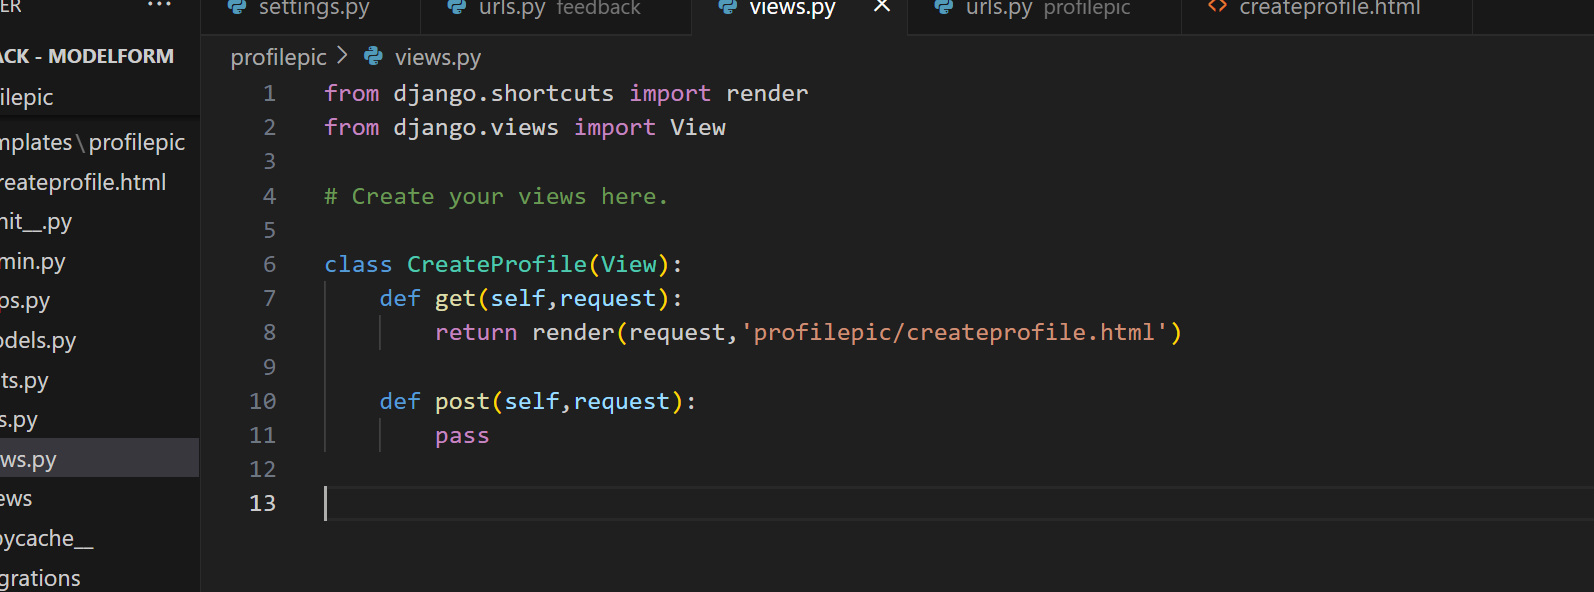 ER ...
settings.py urls.py feedback views.py × urls.py profilepic <> createprofile.html
ACK - MODELFORM
profilepic > views.py
ilepic
mplates\profilepic
reateprofile.html
nit__.py
min.py
ps.py
odels.py
ts.py
s.py
ws.py
ews
pycache__
grations
1 from django.shortcuts import render
2 from django.views import View
3
4 # Create your views here.
5
6 class CreateProfile(View):
7 def get(self,request):
8 return render(request,'profilepic/createprofile.html')
9
10 def post(self,request):
11 pass
12
13